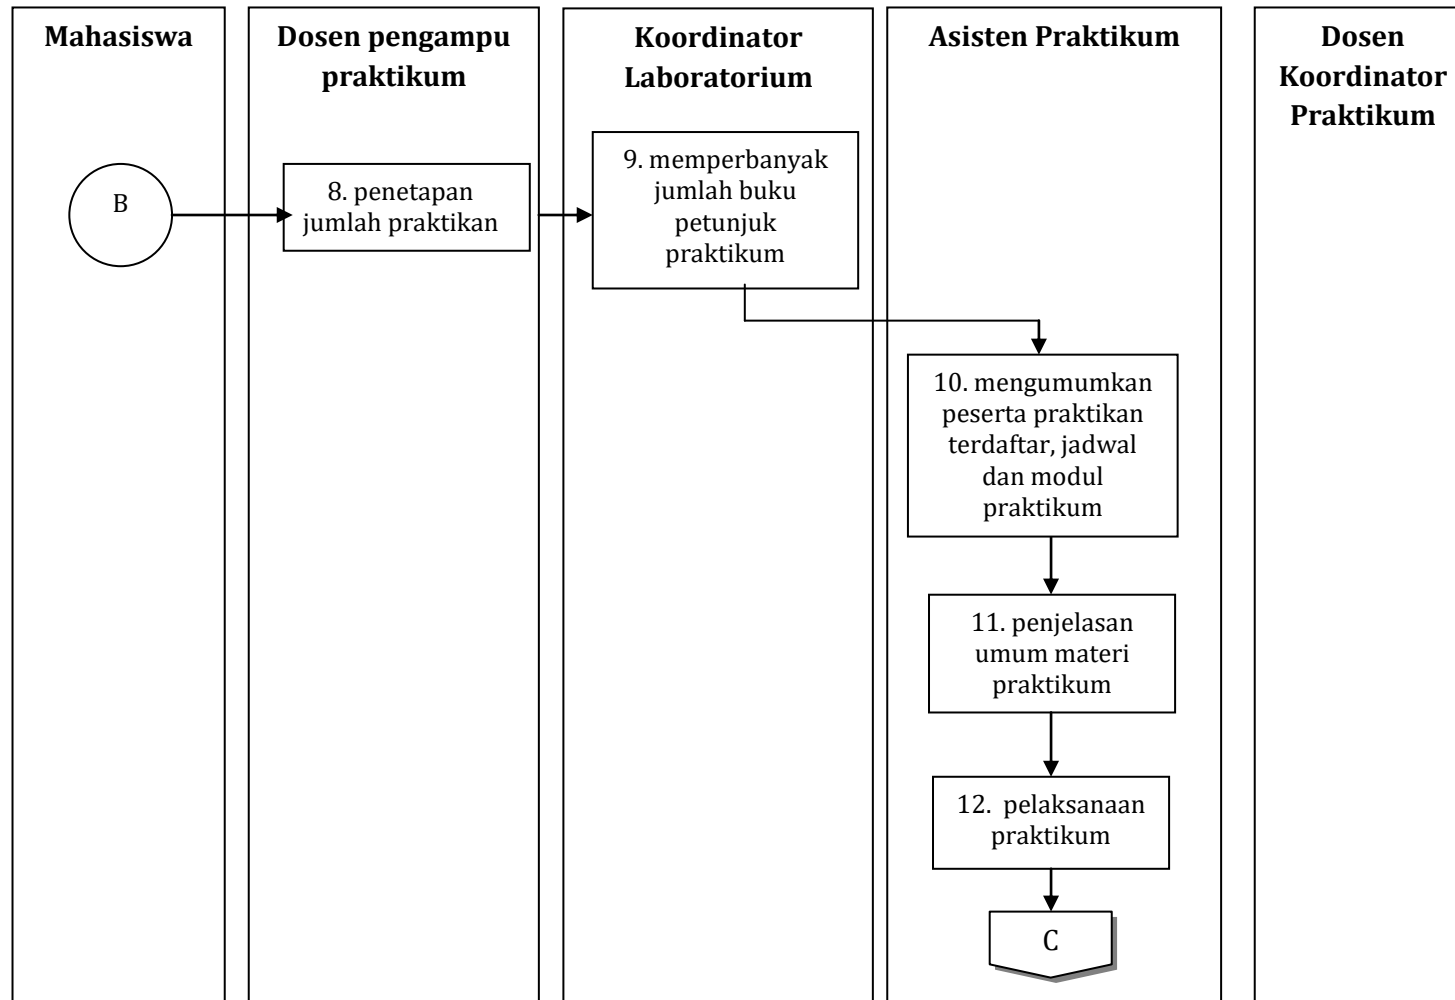 Mahasiswa
Dosen pengampu
praktikum
Koordinator
Laboratorium
Asisten Praktikum
Dosen
Koordinator
Praktikum
B
8. penetapan
jumlah praktikan
9. memperbanyak
jumlah buku
petunjuk
praktikum
10. mengumumkan
peserta praktikan
terdaftar, jadwal
dan modul
praktikum
11. penjelasan
umum materi
praktikum
12. pelaksanaan
praktikum
C